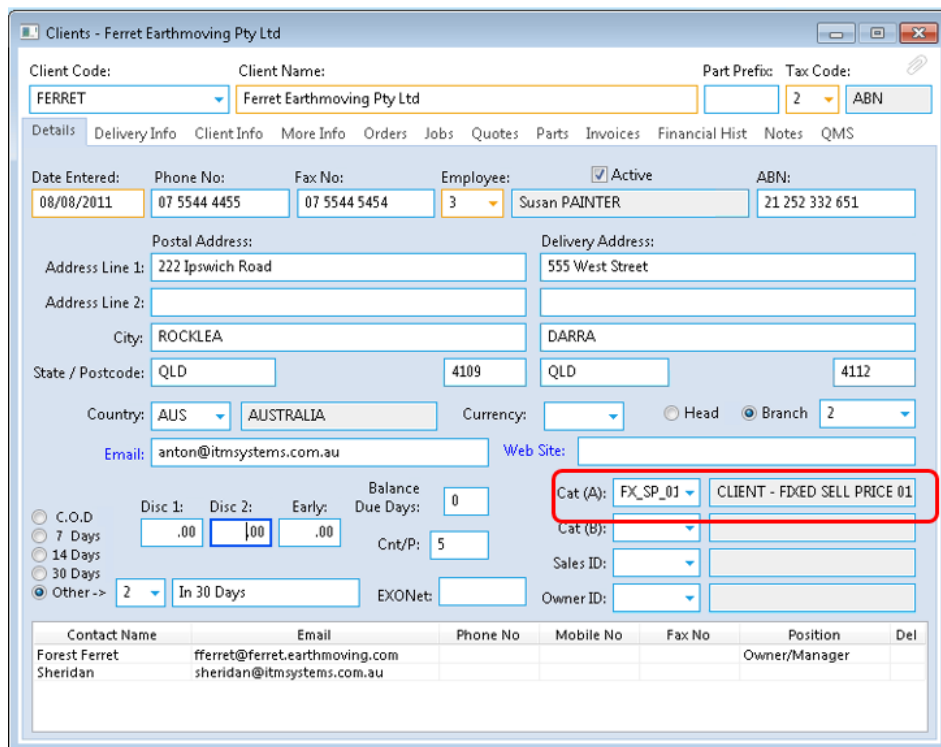 Clients - Ferret Earthmoving Pty Ltd
Client Code: Client Name: Part Prefix: Tax Code:
FERRET Ferret Earthmoving Pty Ltd 2 ABN
Details Delivery Info Client Info More Info Orders Jobs Quotes Parts Invoices Financial Hist Notes QMS
Date Entered: Phone No: Fax No: Employee: Active ABN:
08/08/2011 07 5544 4455 07 5544 5454 3 Susan PAINTER 21 252 332 651
Postal Address: Delivery Address:
Address Line 1: 222 Ipswich Road 555 West Street
Address Line 2:
City: ROCKLEA DARRA
State / Postcode: QLD 4109 QLD 4112
Country: AUS AUSTRALIA Currency: Head Branch 2
Email: anton@itmsystems.com.au Web Site:
Cat (A): FX_SP_01 CLIENT - FIXED SELL PRICE 01
Disc 1: Disc 2: Early: Balance Due Days: 0
C.O.D .00 .00 .00 Cat (B):
7 Days
14 Days Cnt/P: 5 Sales ID:
30 Days
Other -> 2 In 30 Days EXONet: Owner ID:
Contact Name Email Phone No Mobile No Fax No Position Del
Forest Ferret fferret@ferret.earthmoving.com Owner/Manager
Sheridan sheridan@itmsystems.com.au